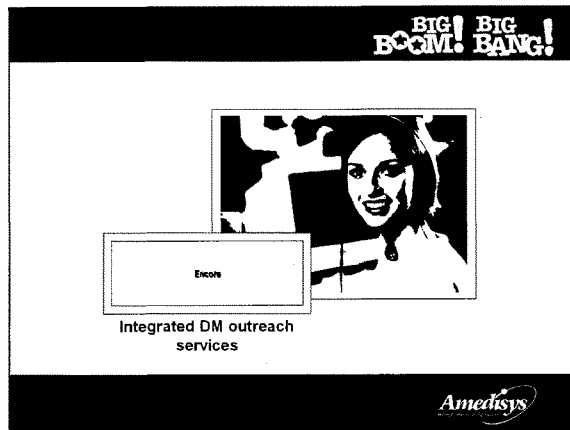 BIG BIG
BOOM! BANG!
Encore
Integrated DM outreach
services
Amedisys